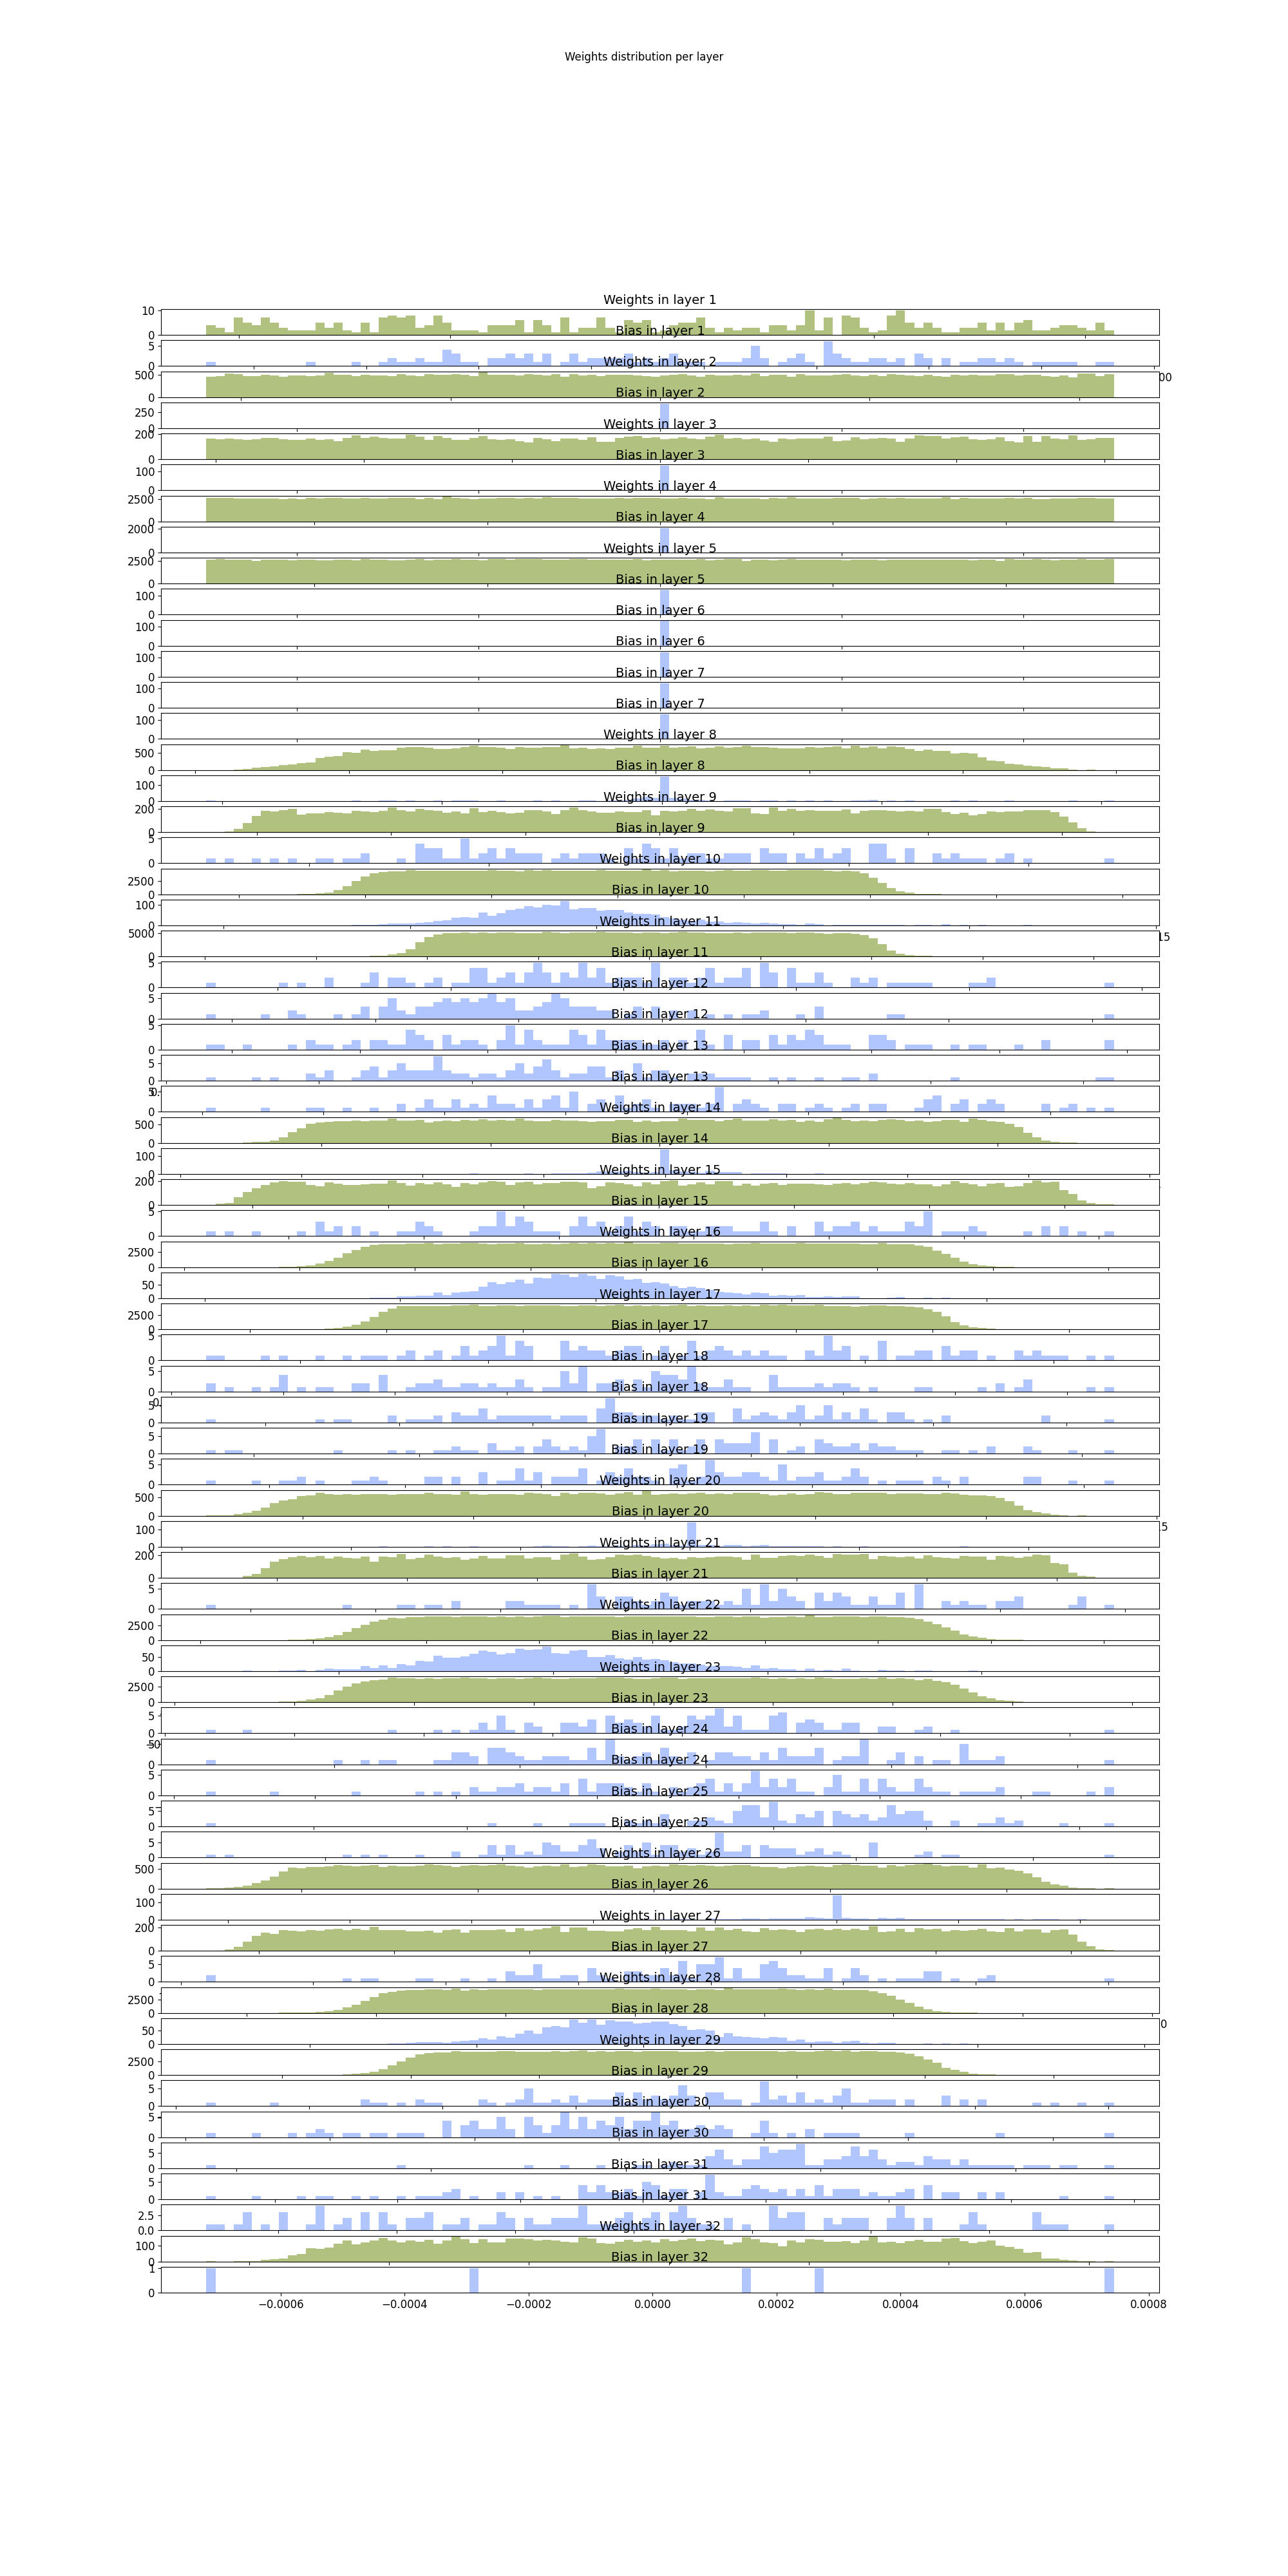 Weights distribution per layer
Weights in layer 1
10
0
Bias in layer 1
5
0
Weights in layer 2
00
500
0
Bias in layer 2
250
0
Weights in layer 3
200
0
Bias in layer 3
100
0
Weights in layer 4
2500
0
Bias in layer 4
2000
0
Weights in layer 5
2500
0
Bias in layer 5
100
0
Bias in layer 6
100
0
Bias in layer 6
100
0
Bias in layer 7
100
0
Bias in layer 7
100
0
Weights in layer 8
500
0
Bias in layer 8
100
0
Weights in layer 9
200
0
Bias in layer 9
5
0
Weights in layer 10
2500
0
Bias in layer 10
100
0
Weights in layer 11
15
5000
0
Bias in layer 11
5
0
Bias in layer 12
5
0
Bias in layer 12
5
0
Bias in layer 13
5
0
Bias in layer 13
0
Weights in layer 14
500
0
Bias in layer 14
100
0
Weights in layer 15
200
0
Bias in layer 15
5
0
Weights in layer 16
2500
0
Bias in layer 16
50
0
Weights in layer 17
2500
0
Bias in layer 17
5
0
Bias in layer 18
5
0
Bias in layer 18
5
0
Bias in layer 19
5
0
Bias in layer 19
5
0
Weights in layer 20
500
0
Bias in layer 20
5
100
0
Weights in layer 21
200
0
Bias in layer 21
5
0
Weights in layer 22
2500
0
Bias in layer 22
50
0
Weights in layer 23
2500
0
Bias in layer 23
5
0
Bias in layer 24
0
Bias in layer 24
5
0
Bias in layer 25
5
0
Bias in layer 25
5
0
Weights in layer 26
500
0
Bias in layer 26
100
0
Weights in layer 27
200
0
Bias in layer 27
5
0
Weights in layer 28
2500
0
Bias in layer 28
0
50
0
Weights in layer 29
2500
0
Bias in layer 29
5
0
Bias in layer 30
5
0
Bias in layer 30
5
0
Bias in layer 31
5
0
Bias in layer 31
2.5
0.0
Weights in layer 32
100
0
Bias in layer 32
1
0
−0.0006 −0.0004 −0.0002 0.0000 0.0002 0.0004 0.0006 0.0008